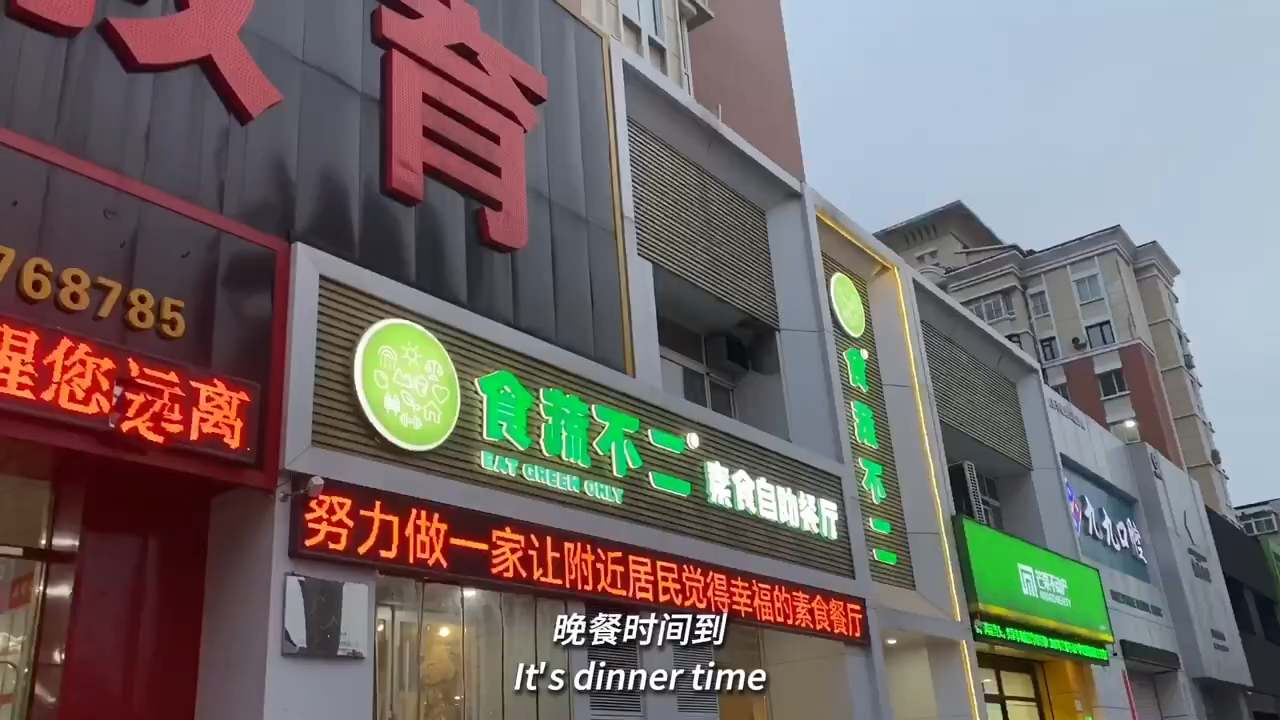 育
768785
醒您远离
食蔬不二
EAT GREEN ONLY
素食自助餐厅
努力做一家让附近居民觉得幸福的素食餐厅
食蔬不二
九九口腔
晚餐时间到
It's dinner time